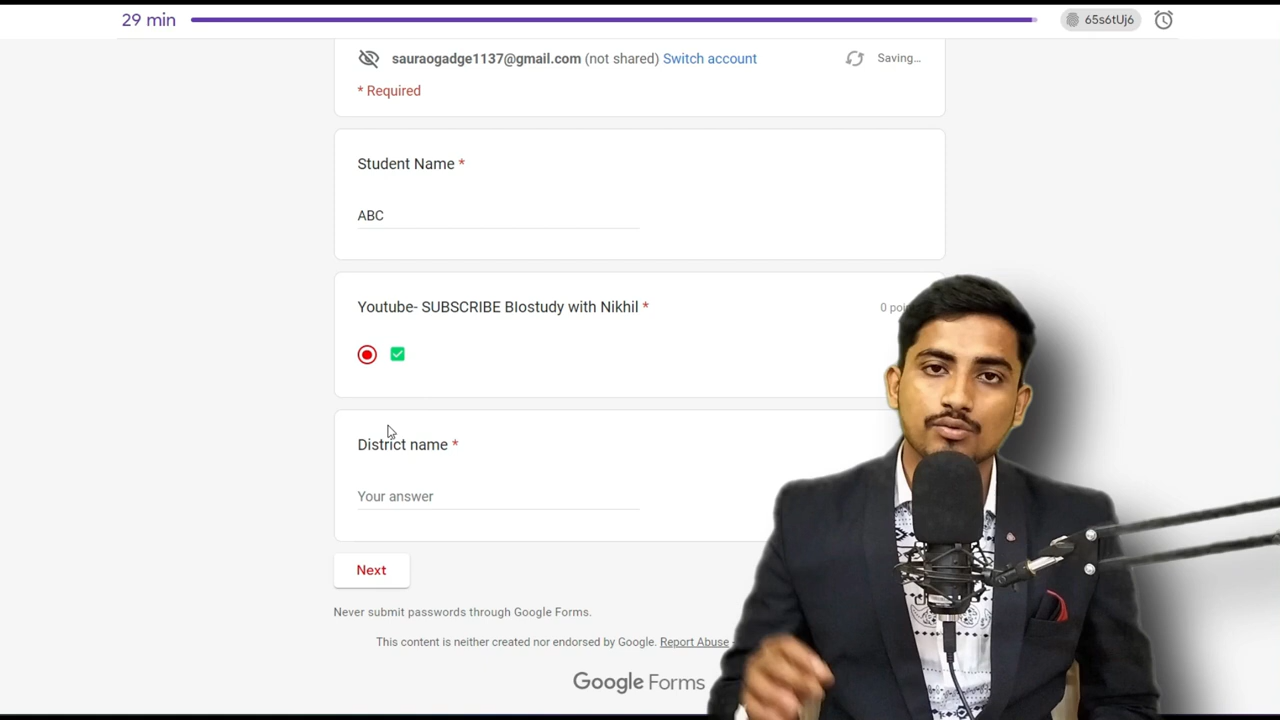 29 min
65s6tUj6
sauraogadge1137@gmail.com (not shared) Switch account
Saving...
* Required
Student Name *
ABC
Youtube- SUBSCRIBE BIostudy with Nikhil *
0
District name *
Your answer
Next
Never submit passwords through Google Forms.
This content is neither created nor endorsed by Google. Report Abuse
Google Forms